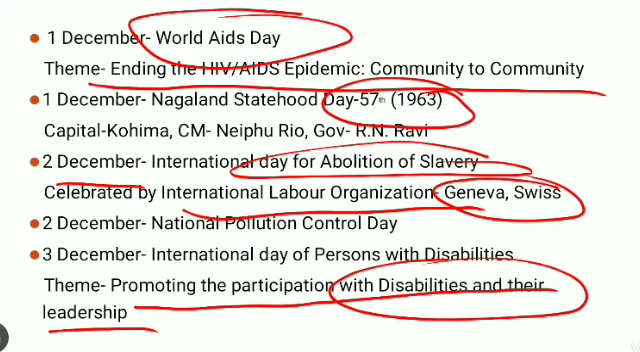 1 December- World Aids Day
Theme- Ending the HIV/AIDS Epidemic: Community to Community
1 December- Nagaland Statehood Day-57th (1963)
Capital-Kohima, CM- Neiphu Rio, Gov- R.N. Ravi
2 December- International day for Abolition of Slavery
Celebrated by International Labour Organization- Geneva, Swiss
2 December- National Pollution Control Day
3 December- International day of Persons with Disabilities
Theme- Promoting the participation with Disabilities and their
leadership